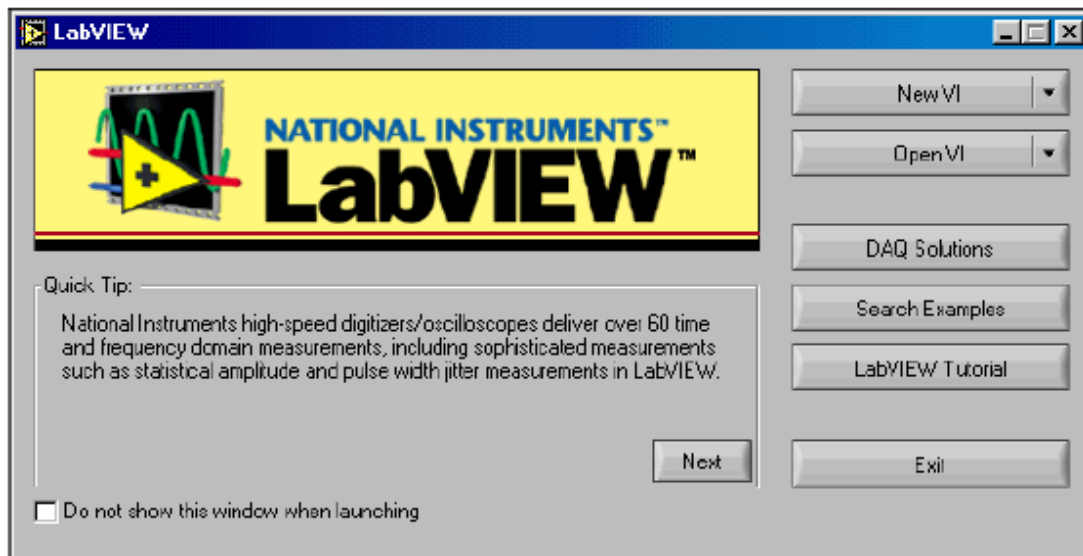 LabVIEW
NATIONAL INSTRUMENTS™
LabVIEW™
New VI
Open VI
DAQ Solutions
Search Examples
LabVIEW Tutorial
Exit
Quick Tip:
National Instruments high-speed digitizers/oscilloscopes deliver over 60 time
and frequency domain measurements, including sophisticated measurements
such as statistical amplitude and pulse width jitter measurements in LabVIEW.
Next
Do not show this window when launching